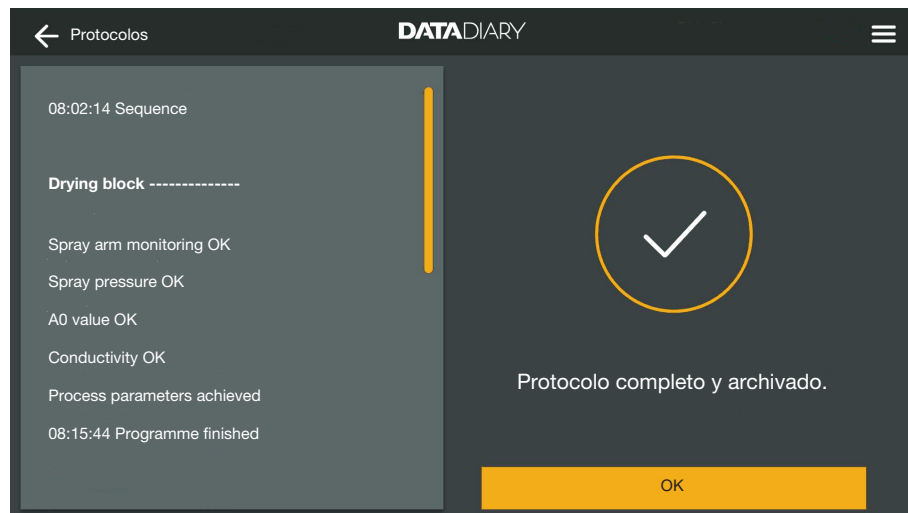 Protocolos
DATADIARY
08:02:14 Sequence
Drying block --------------
Spray arm monitoring OK
Spray pressure OK
A0 value OK
Conductivity OK
Process parameters achieved
08:15:44 Programme finished
Protocolo completo y archivado.
OK